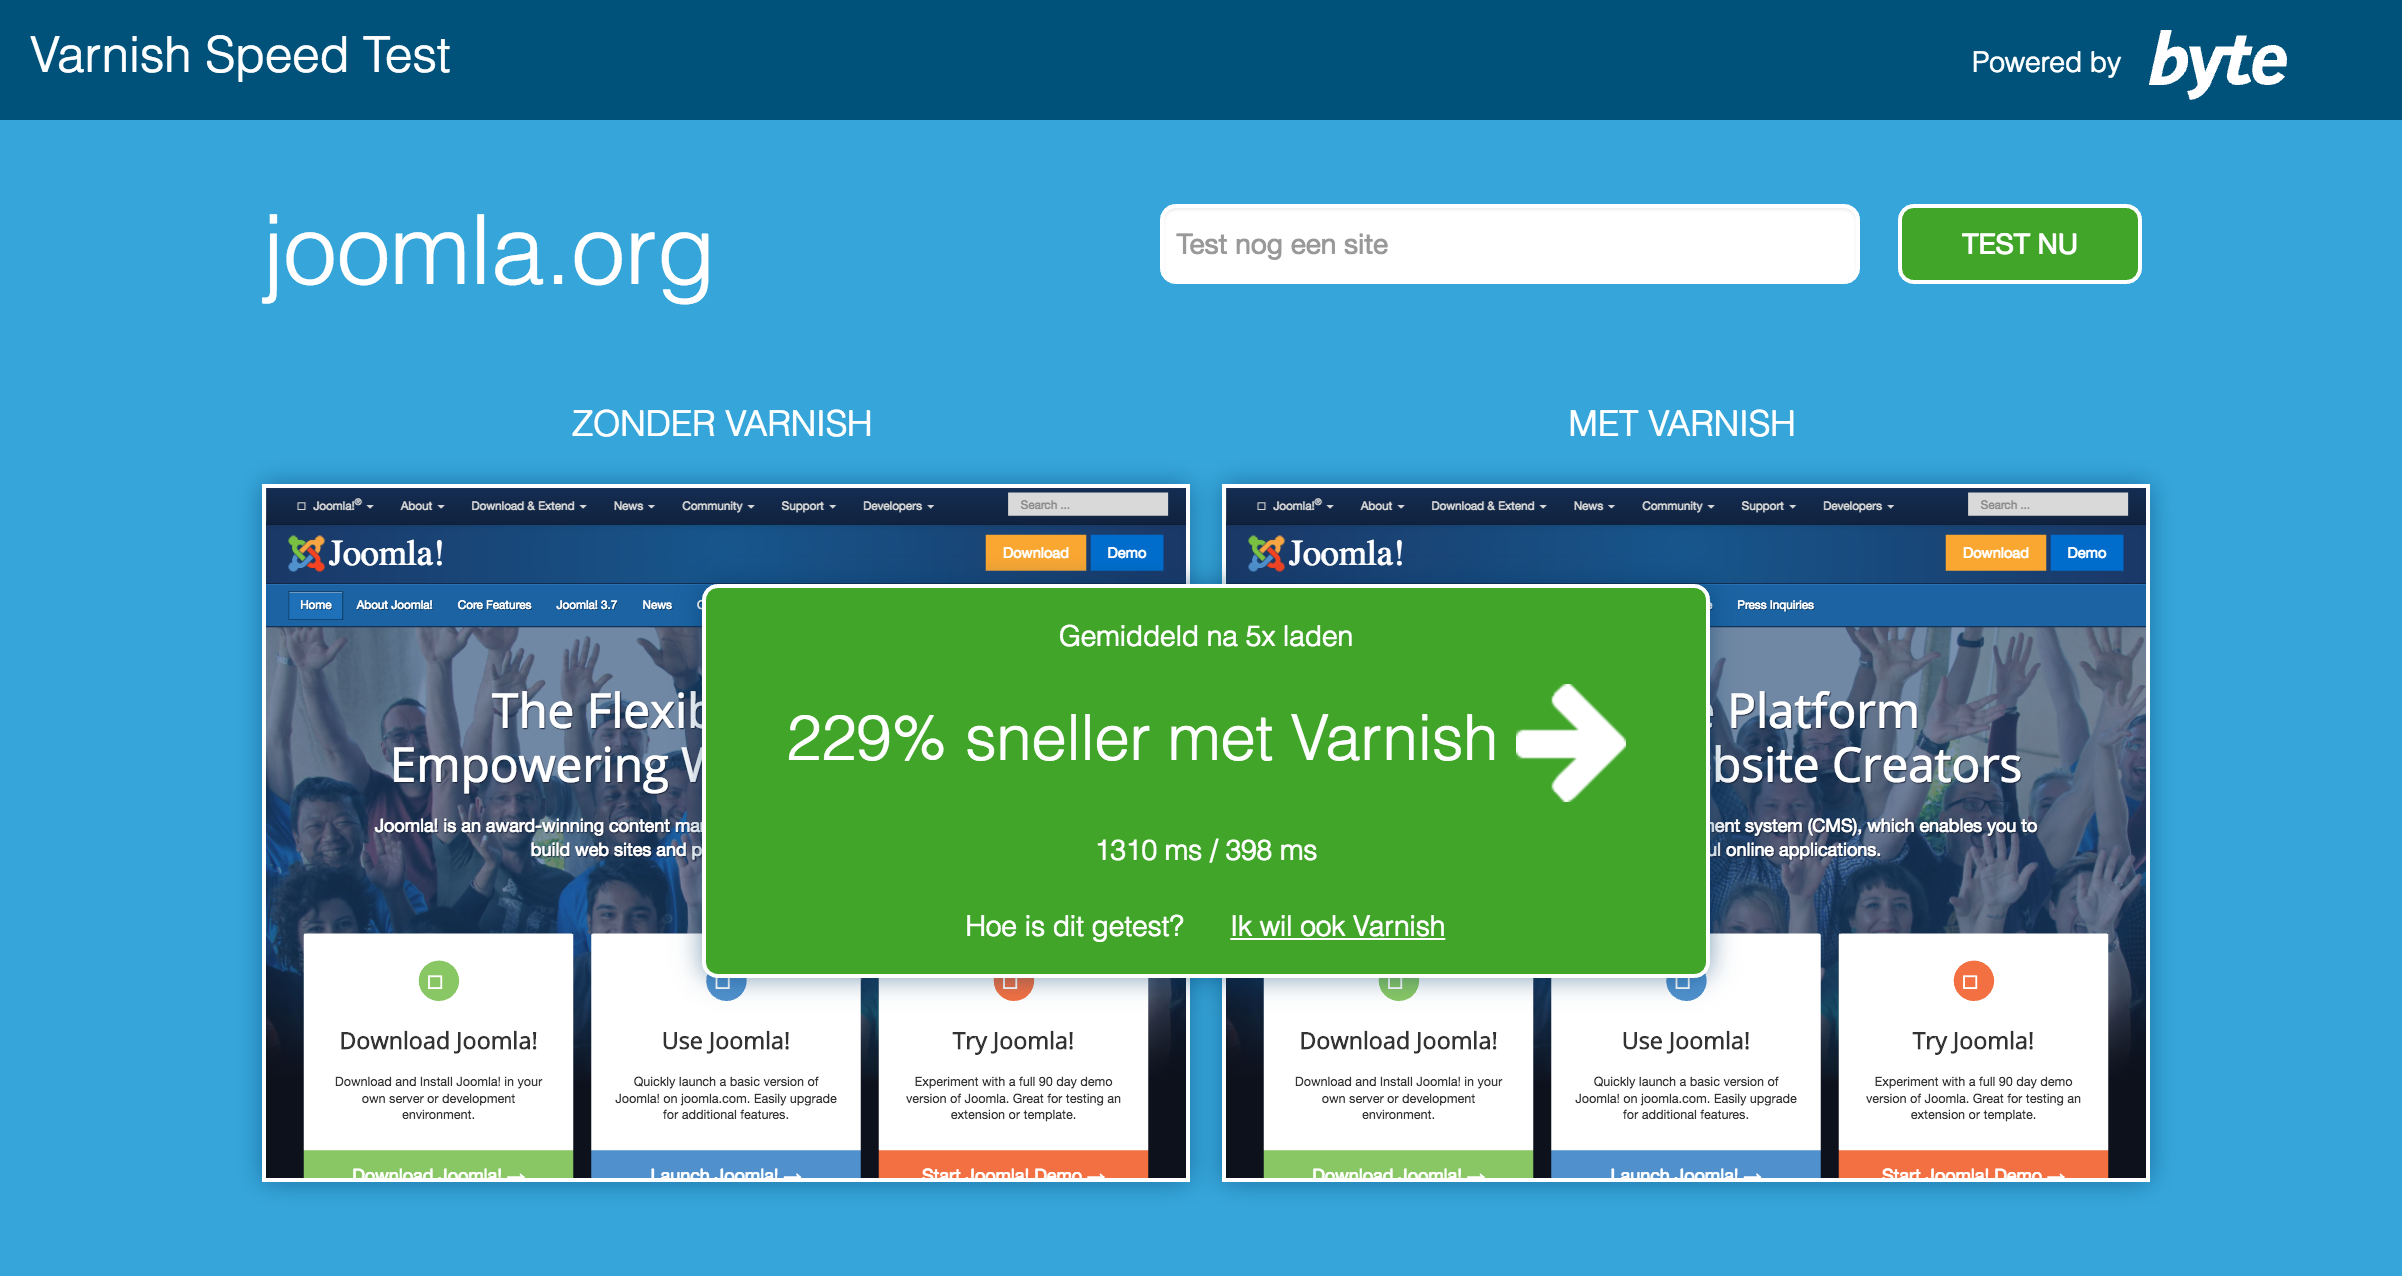 Varnish Speed Test
Powered by byte
joomla.org
Test nog een site
TEST NU
ZONDER VARNISH
MET VARNISH
Joomla!® About Download & Extend News Community Support Developers Search ...
Joomla! Download Demo
Home About Joomla! Core Features Joomla! 3.7 News
The Flexib
Empowering W
Joomla! is an award-winning content ma
build web sites and p
Download Joomla!
Download and Install Joomla! in your
own server or development
environment.
Download Joomla! →
Use Joomla!
Quickly launch a basic version of
Joomla! on joomla.com. Easily upgrade
for additional features.
Launch Joomla! →
Try Joomla!
Experiment with a full 90 day demo
version of Joomla. Great for testing an
extension or template.
Start Joomla! Demo →
Gemiddeld na 5x laden
229% sneller met Varnish
1310 ms / 398 ms
Hoe is dit getest? Ik wil ook Varnish
Joomla!® About Download & Extend News Community Support Developers Search ...
Joomla! Download Demo
Press Inquiries
e Platform
bsite Creators
ent system (CMS), which enables you to
ul online applications.
Download Joomla!
Download and Install Joomla! in your
own server or development
environment.
Download Joomla! →
Use Joomla!
Quickly launch a basic version of
Joomla! on joomla.com. Easily upgrade
for additional features.
Launch Joomla! →
Try Joomla!
Experiment with a full 90 day demo
version of Joomla. Great for testing an
extension or template.
Start Joomla! Demo →